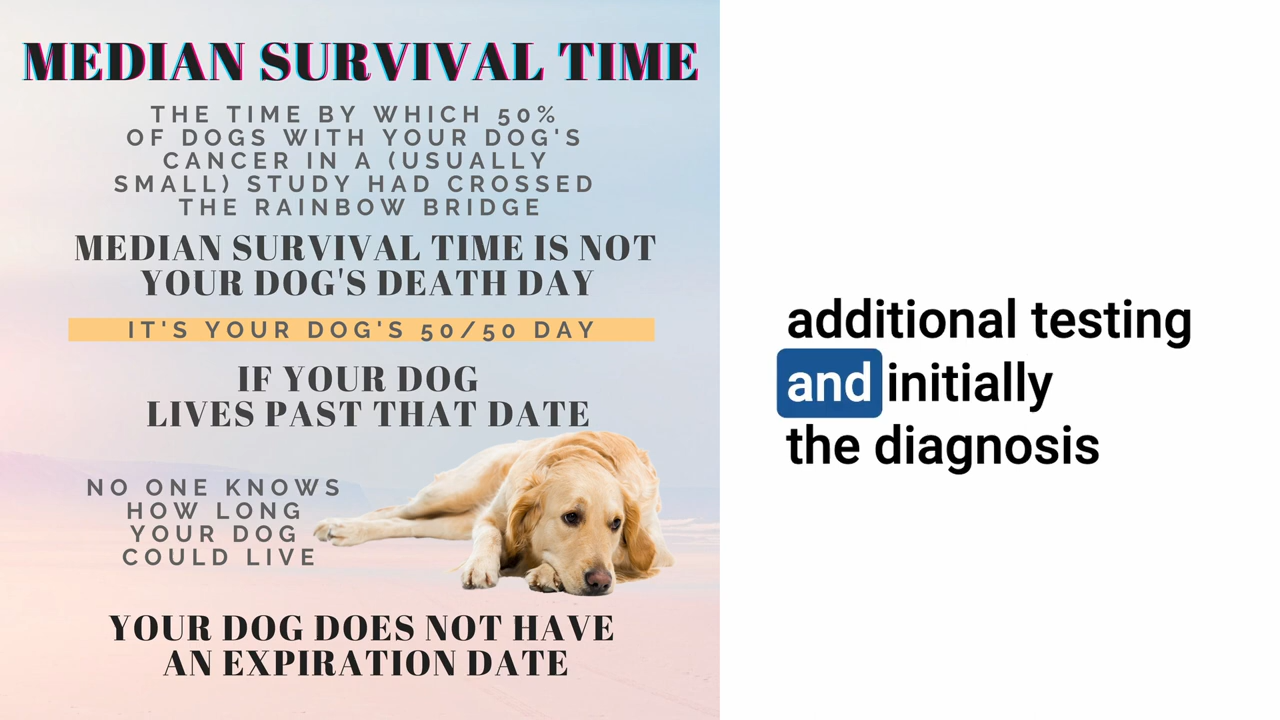 MEDIAN SURVIVAL TIME
THE TIME BY WHICH 50%
OF DOGS WITH YOUR DOG'S
CANCER IN A (USUALLY
SMALL) STUDY HAD CROSSED
THE RAINBOW BRIDGE
MEDIAN SURVIVAL TIME IS NOT
YOUR DOG'S DEATH DAY
IT'S YOUR DOG'S 50/50 DAY
IF YOUR DOG
LIVES PAST THAT DATE
NO ONE KNOWS
HOW LONG
YOUR DOG
COULD LIVE
YOUR DOG DOES NOT HAVE
AN EXPIRATION DATE
additional testing
and initially
the diagnosis